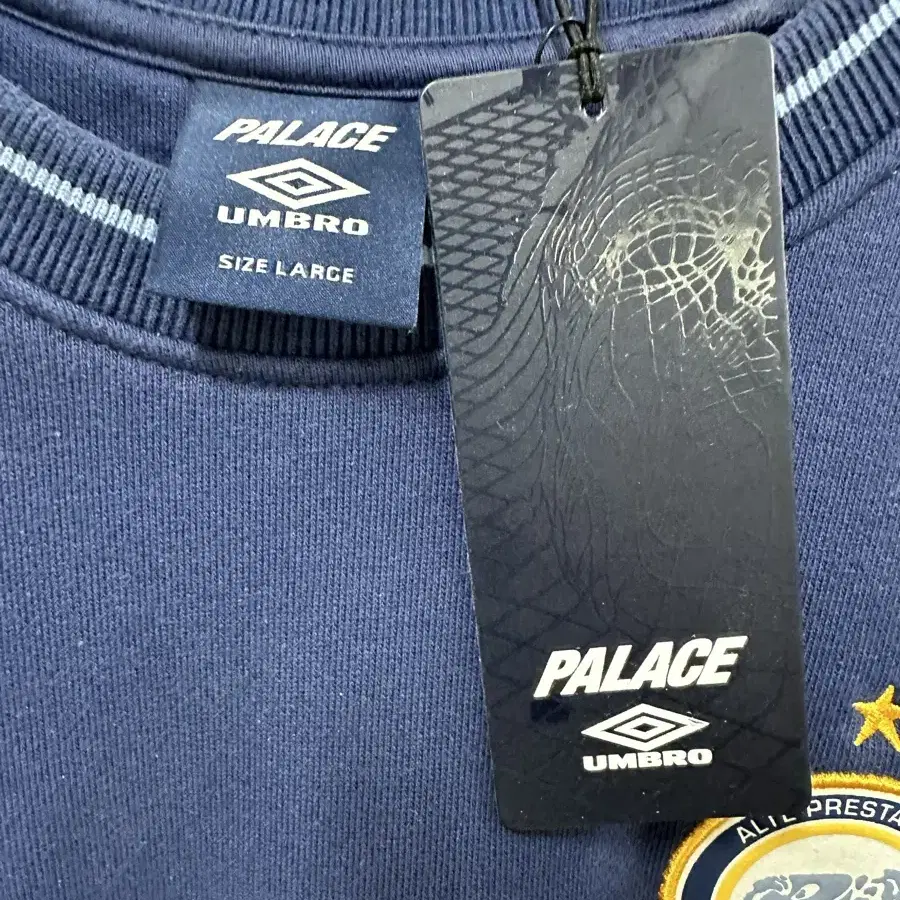 PALACE
UMBRO
SIZE LARGE
PALACE
UMBRO
ALTE PRESTA